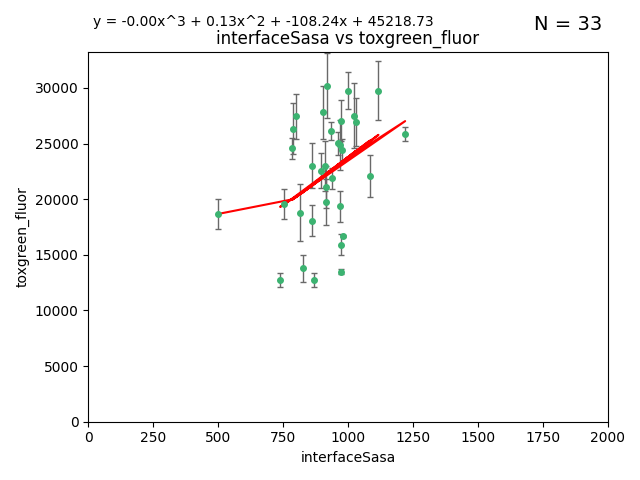 y = -0.00x^3 + 0.13x^2 + -108.24x + 45218.73
N = 33
interfaceSasa vs toxgreen_fluor
30000
25000
20000
15000
10000
5000
0
toxgreen_fluor
0 250 500 750 1000 1250 1500 1750 2000
interfaceSasa